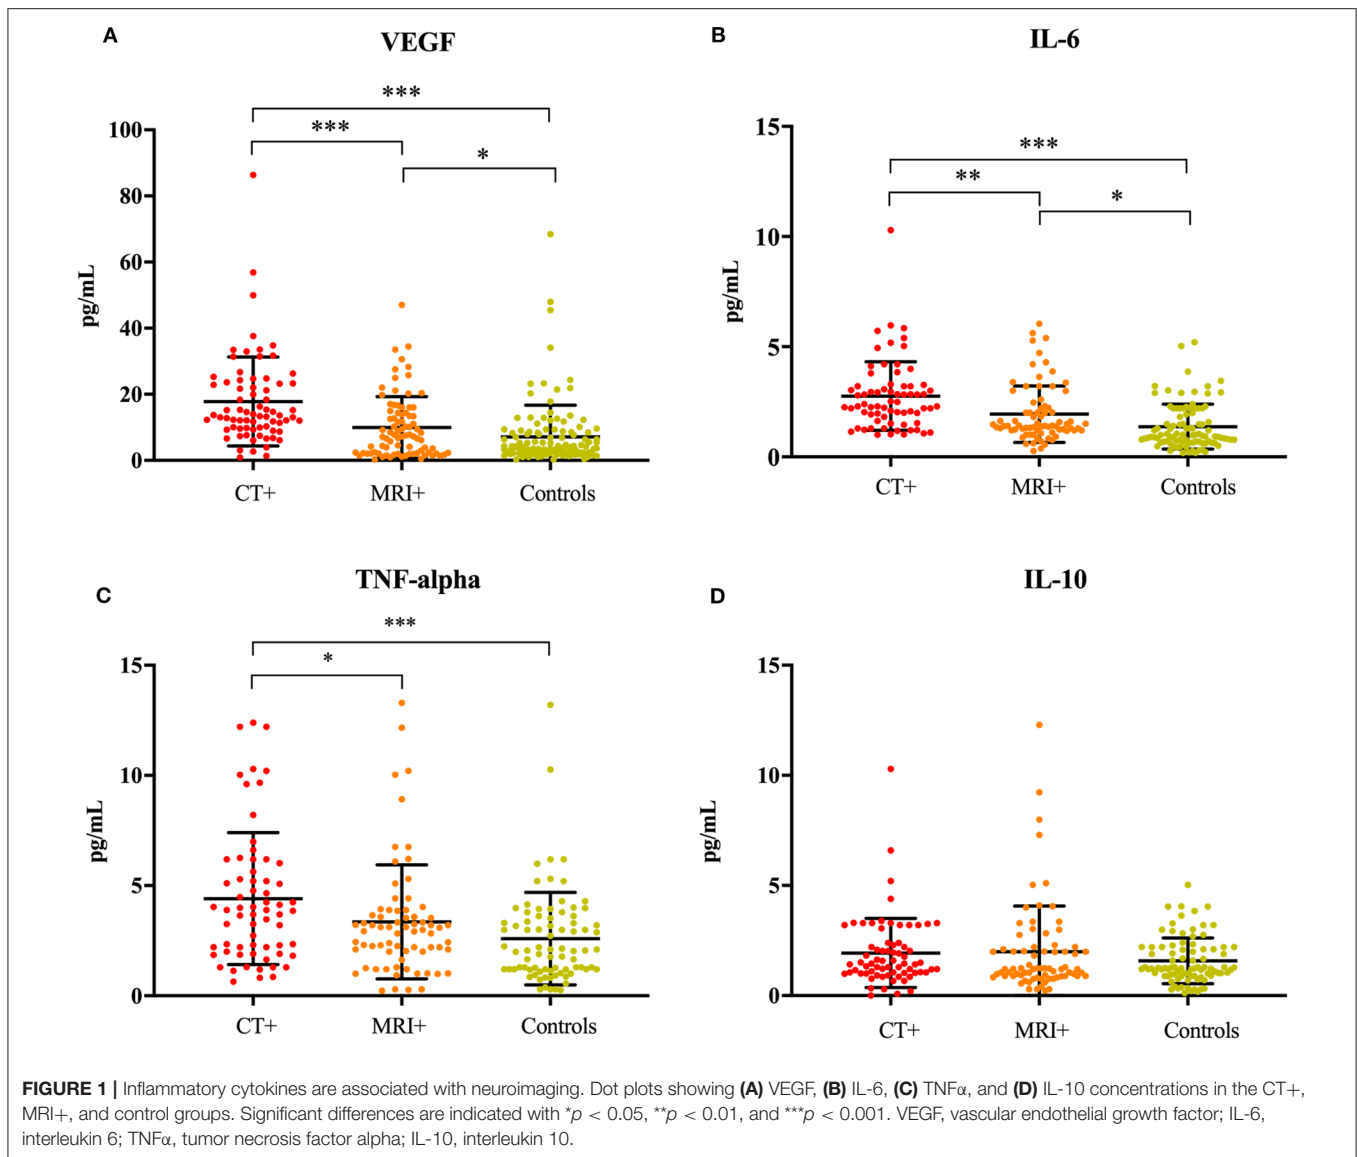 A
VEGF
***
***
*
100
80
60
40
20
0
pg/mL
CT+
MRI+
Controls
B
IL-6
***
**
*
15
10
5
0
pg/mL
CT+
MRI+
Controls
C
TNF-alpha
***
*
15
10
5
0
pg/mL
CT+
MRI+
Controls
D
IL-10
15
10
5
0
pg/mL
CT+
MRI+
Controls
FIGURE 1 | Inflammatory cytokines are associated with neuroimaging. Dot plots showing (A) VEGF, (B) IL-6, (C) TNFα, and (D) IL-10 concentrations in the CT+,
MRI+, and control groups. Significant differences are indicated with *p < 0.05, **p < 0.01, and ***p < 0.001. VEGF, vascular endothelial growth factor; IL-6,
interleukin 6; TNFα, tumor necrosis factor alpha; IL-10, interleukin 10.